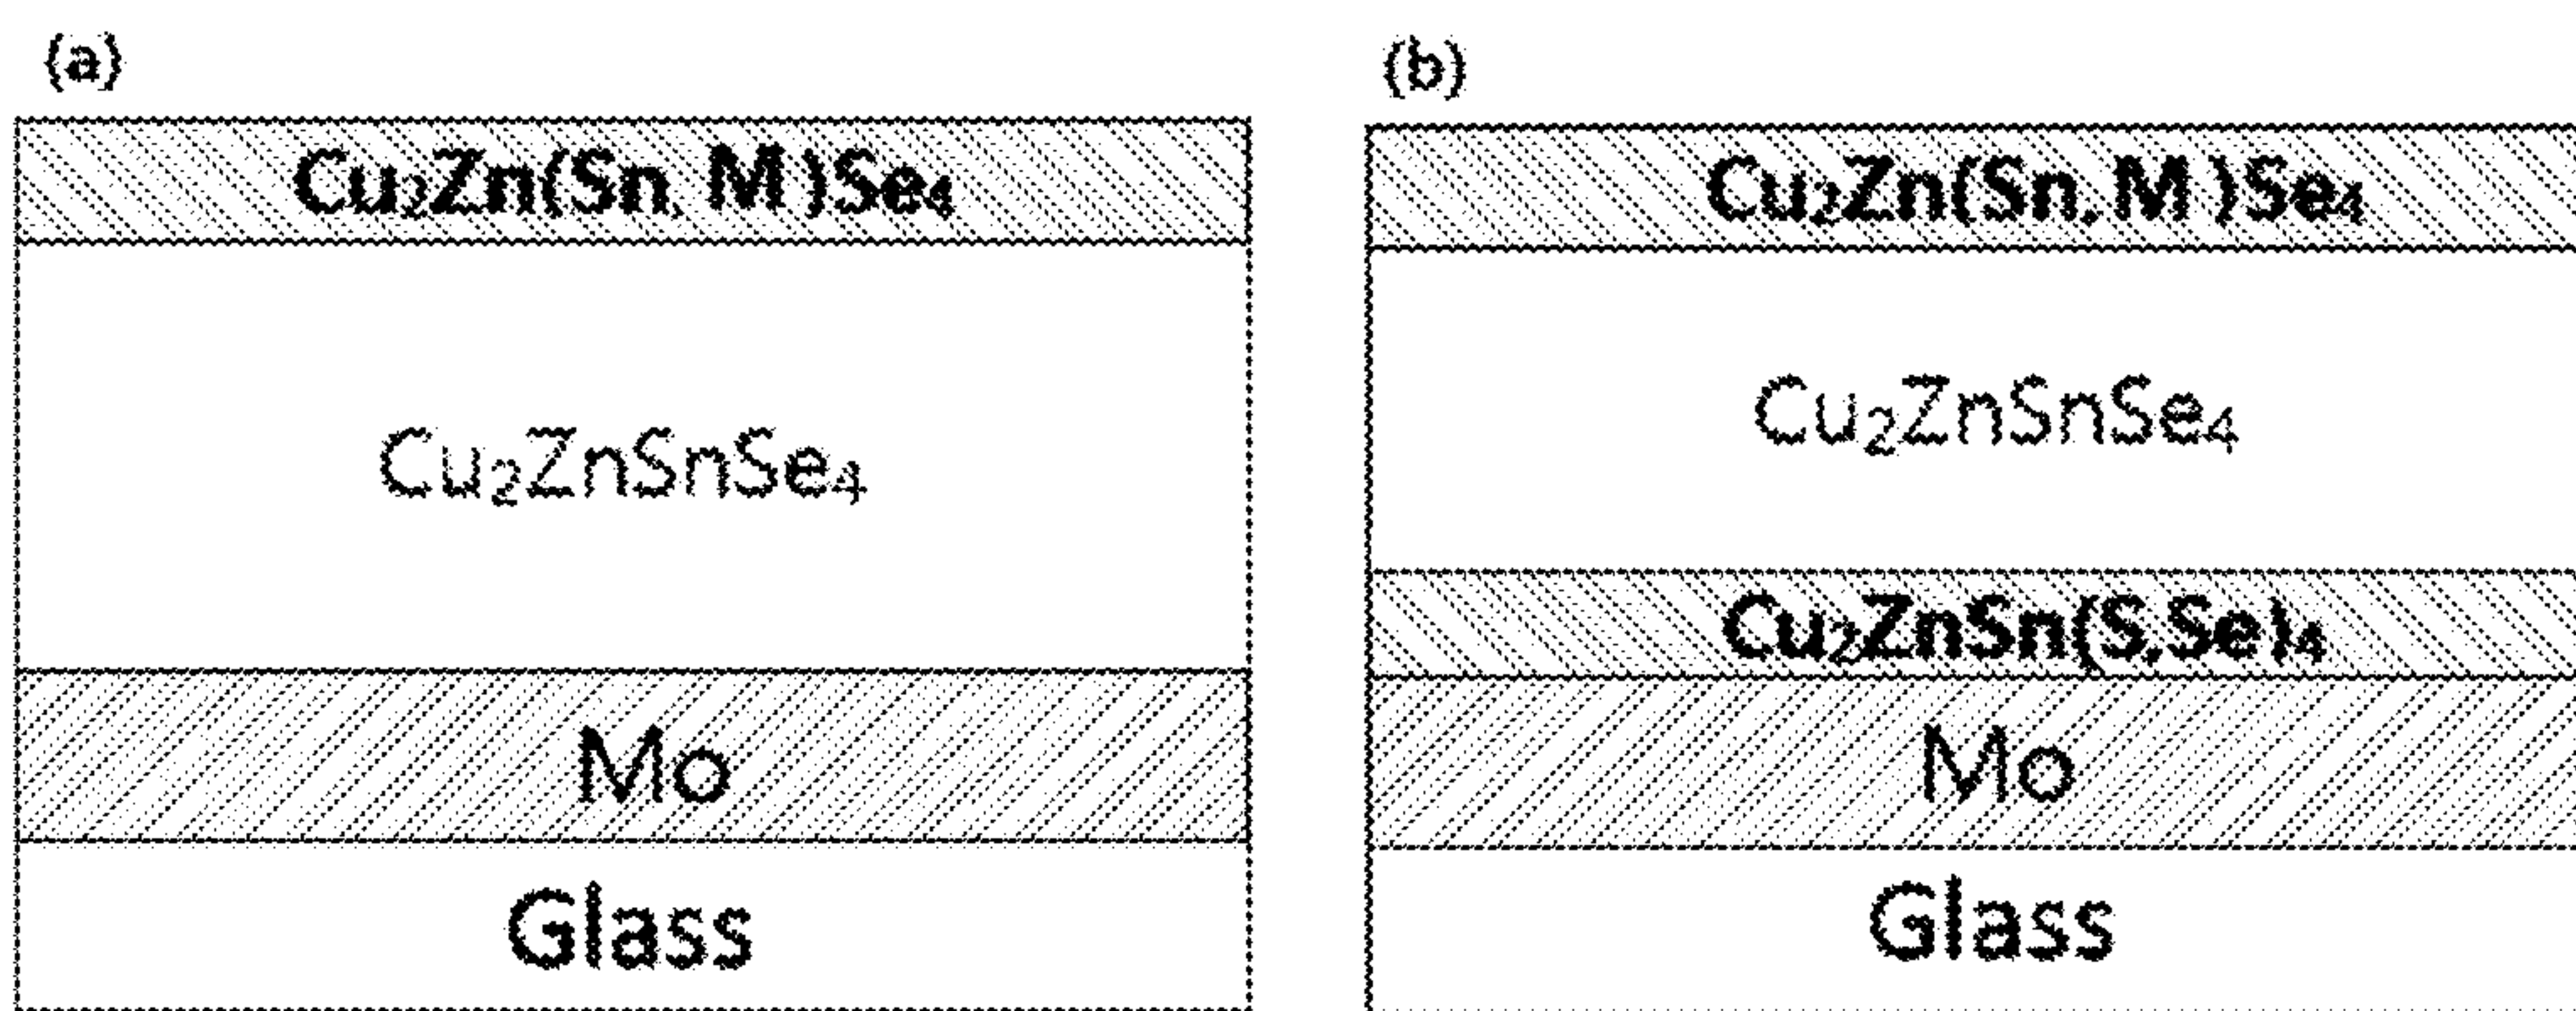 (a)
Cu₂Zn(Sn, M )Se₄
Cu₂ZnSnSe₄
Mo
Glass
(b)
Cu₂Zn(Sn, M )Se₄
Cu₂ZnSnSe₄
Cu₂ZnSn(S,Se)₄
Mo
Glass